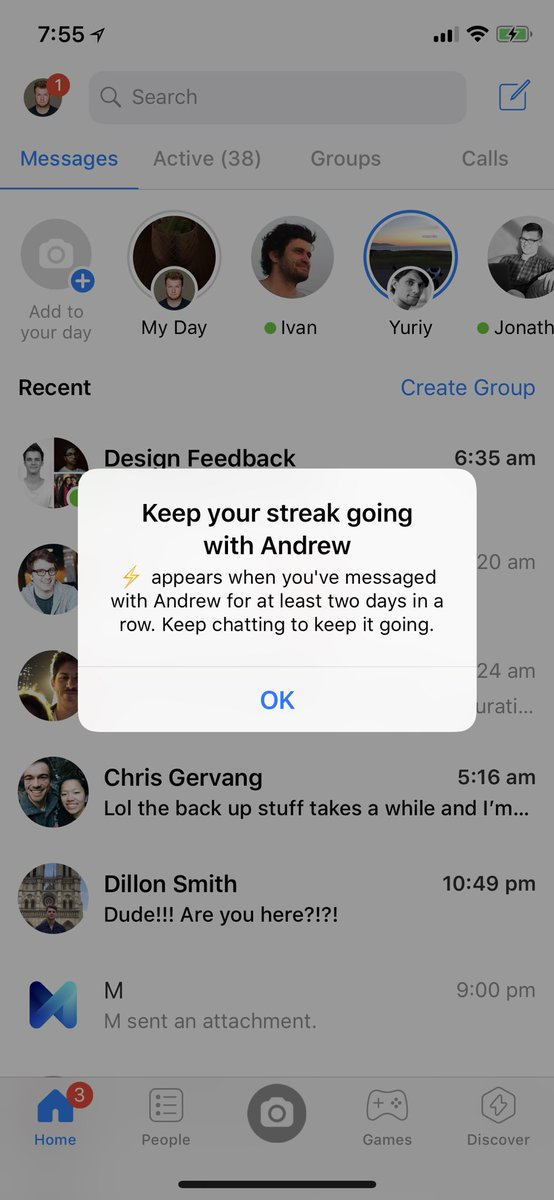 7:55
1
Search
Messages
Active (38)
Groups
Calls
Add to
your day
My Day
Ivan
Yuriy
Jonath
Recent
Create Group
Design Feedback
6:35 am
Keep your streak going
with Andrew
⚡ appears when you've messaged
with Andrew for at least two days in a
row. Keep chatting to keep it going.
OK
20 am
24 am
urati...
Chris Gervang
5:16 am
Lol the back up stuff takes a while and I’m...
Dillon Smith
10:49 pm
Dude!!! Are you here?!?!
M
9:00 pm
M sent an attachment.
3
Home
People
Games
Discover